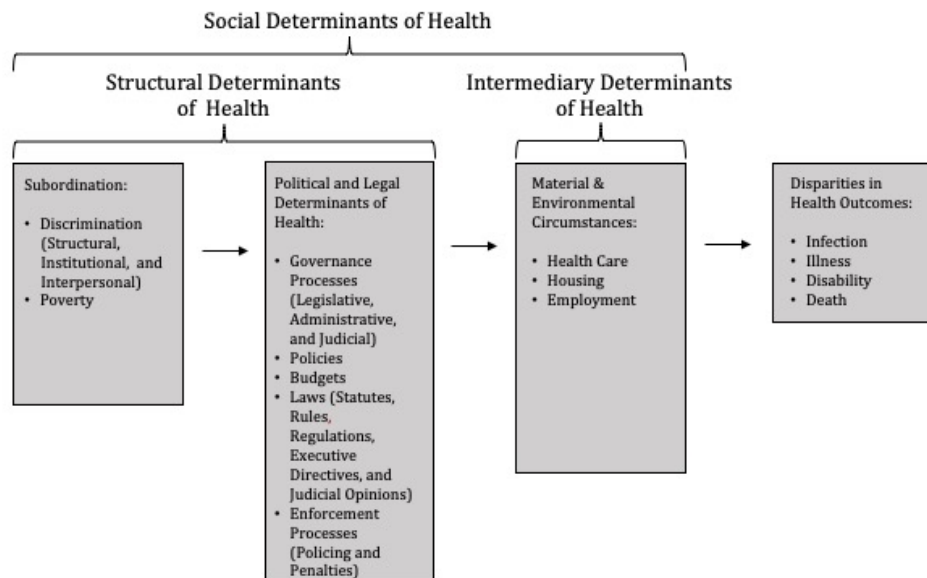 Social Determinants of Health
Structural Determinants
of Health
Intermediary Determinants
of Health
Subordination:
• Discrimination
(Structural,
Institutional, and
Interpersonal)
• Poverty
Political and Legal
Determinants of
Health:
• Governance
Processes
(Legislative,
Administrative,
and Judicial)
• Policies
• Budgets
• Laws (Statutes,
Rules,
Regulations,
Executive
Directives, and
Judicial Opinions)
• Enforcement
Processes
(Policing and
Penalties)
Material &
Environmental
Circumstances:
• Health Care
• Housing
• Employment
Disparities in
Health Outcomes:
• Infection
• Illness
• Disability
• Death